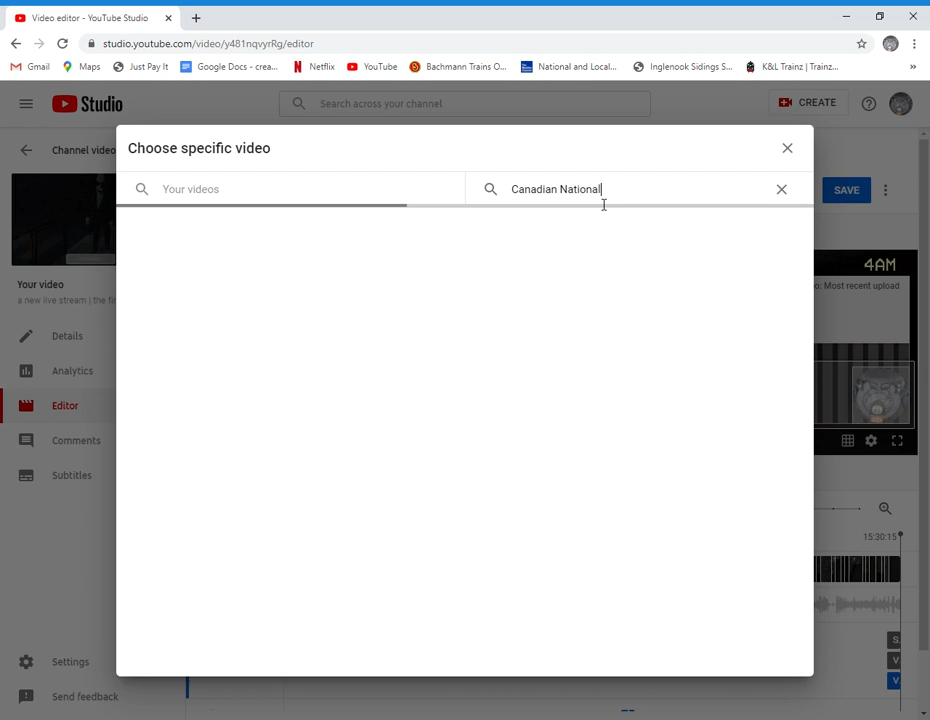 Video editor - YouTube Studio
studio.youtube.com/video/y481nqvyrRg/editor
Gmail
Maps
Just Pay It
Google Docs - crea...
Netflix
YouTube
Bachmann Trains O...
National and Local...
Inglenook Sidings S...
K&L Trainz | Trainz...
»
Studio
Search across your channel
CREATE
Channel video
Choose specific video
Your videos
Canadian National
SAVE
4AM
o: Most recent upload
Your video
a new live stream | the fir
Details
Analytics
Editor
Comments
Subtitles
15:30:15
S
V
V
Settings
Send feedback